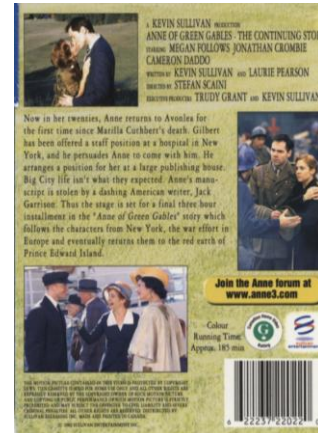 A KEVIN SULLIVAN PRODUCTION
ANNE OF GREEN GABLES - THE CONTINUING STO
STARRING MEGAN FOLLOWS JONATHAN CROMBIE
CAMERON DADDO
WRITTEN BY KEVIN SULLIVAN AND LAURIE PEARSON
DIRECTED BY STEFAN SCAINI
EXECUTIVE PRODUCERS TRUDY GRANT AND KEVIN SULLIVAN
Now in her twenties, Anne returns to Avonlea for
the first time since Marilla Cuthbert's death. Gilbert
has been offered a staff position at a hospital in New
York, and he persuades Anne to come with him. He
arranges a position for her at a large publishing house.
Big City life isn't what they expected. Anne's manu-
script is stolen by a dashing American writer, Jack
Garrison. Thus the stage is set for a final three hour
installment in the "Anne of Green Gables" story which
follows the characters from New York, the war effort in
Europe and eventually returns them to the red earth of
Prince Edward Island.
Join the Anne forum at
www.anne3.com
Colour
Running Time:
Approx. 185 min
G
6 22237 22022